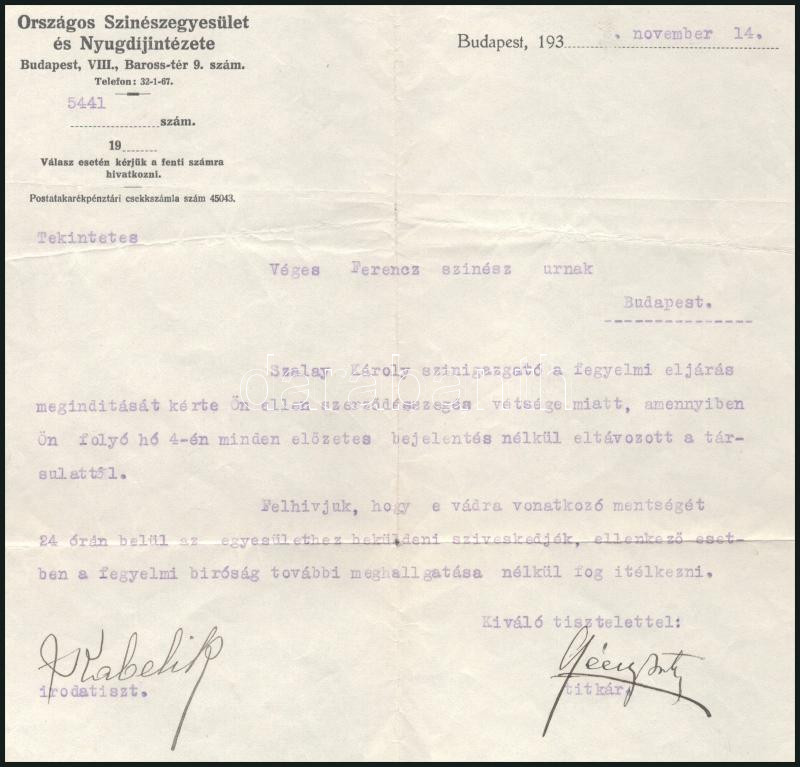 Országos Szinészegyesület
és Nyugdijintézete
Budapest, VIII., Baross-tér 9. szám.
Telefon: 32-1-67.
5441
szám.
19
Válasz esetén kérjük a fenti számra
hivatkozni.
Postatakarékpénztári csekkszámla szám 45043.
Budapest, 193 . november 14.
Tekintetes
Véges Ferencz szinész urnak
Budapest.
Szalay Károly szinigazgató a fegyelmi eljárás
meginditását kérte Ön ellen szerződésszegés vétsége miatt, amennyiben
Ön folyó hó 4-én minden előzetes bejelentés nélkül eltávozott a tár-
sulattól.
Felhivjuk, hogy e vádra vonatkozó mentségét
24 órán belül az egyesülethez beküldeni sziveskedjék, ellenkező eset-
ben a fegyelmi biróság további meghallgatása nélkül fog itélkezni.
Kiváló tisztelettel:
Kabelik
irodatiszt.
titkár.
darabanth